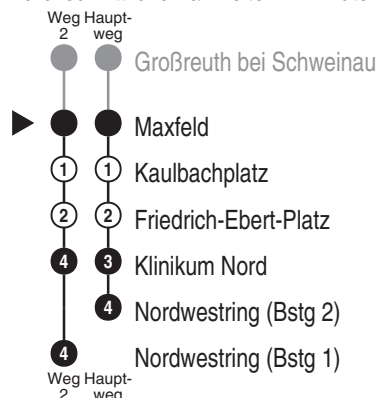 Weg Haupt-
2 weg
Großreuth bei Schweinau
Maxfeld
1 1 Kaulbachplatz
2 2 Friedrich-Ebert-Platz
4 3 Klinikum Nord
4 Nordwestring (Bstg 2)
4 Nordwestring (Bstg 1)
Weg Haupt-
2 weg